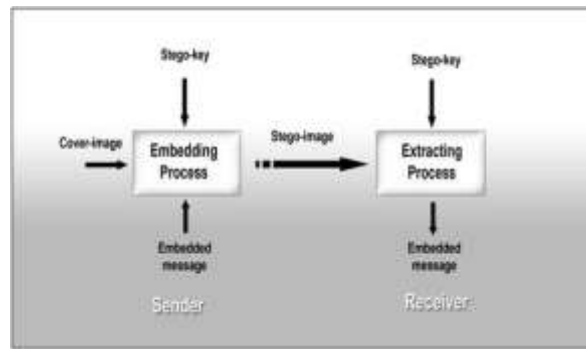 Stego-key
Stego-key
Cover-image
Embedding
Process
Stego-image
Extracting
Process
Embedded
message
Embedded
message
Sender
Receiver